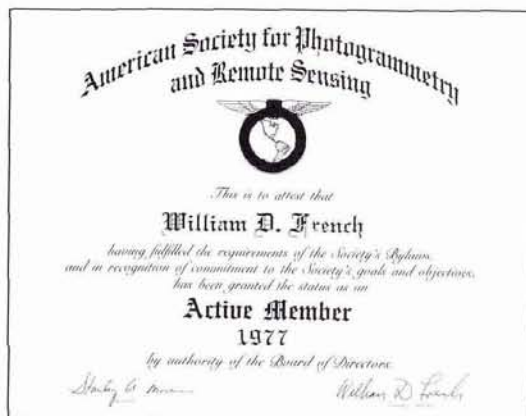 American Society for Photogrammetry
and Remote Sensing
This is to attest that
William D. French
having fulfilled the requirements of the Society's Bylaws,
and in recognition of commitment to the Society's goals and objectives,
has been granted the status as an
Active Member
1977
by authority of the Board of Directors
Stanley A. William D French